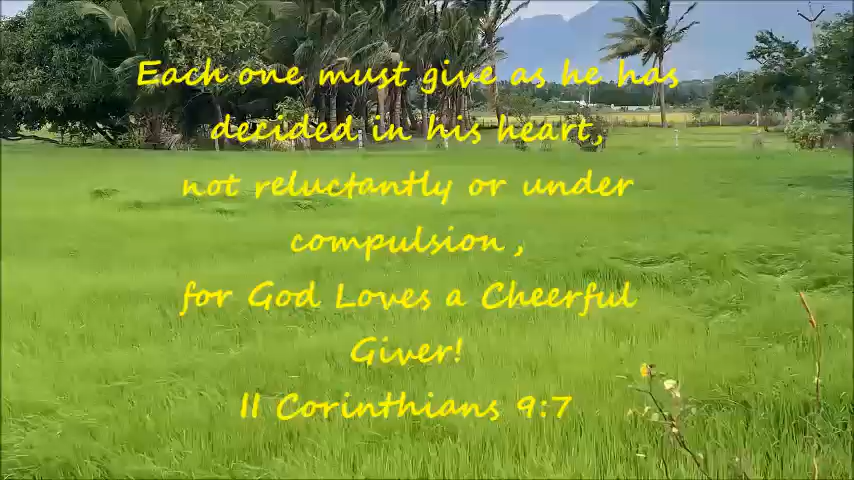 Each one must give as he has
decided in his heart,
not reluctantly or under
compulsion ,
for God Loves a Cheerful
Giver!
II Corinthians 9:7